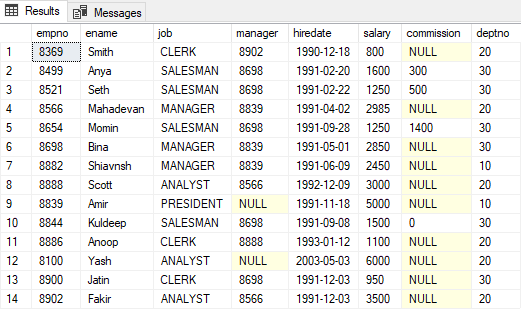 Results Messages
empno ename job manager hiredate salary commission deptno
1 8369 Smith CLERK 8902 1990-12-18 800 NULL 20
2 8499 Anya SALESMAN 8698 1991-02-20 1600 300 30
3 8521 Seth SALESMAN 8698 1991-02-22 1250 500 30
4 8566 Mahadevan MANAGER 8839 1991-04-02 2985 NULL 20
5 8654 Momin SALESMAN 8698 1991-09-28 1250 1400 30
6 8698 Bina MANAGER 8839 1991-05-01 2850 NULL 30
7 8882 Shiavnsh MANAGER 8839 1991-06-09 2450 NULL 10
8 8888 Scott ANALYST 8566 1992-12-09 3000 NULL 20
9 8839 Amir PRESIDENT NULL 1991-11-18 5000 NULL 10
10 8844 Kuldeep SALESMAN 8698 1991-09-08 1500 0 30
11 8886 Anoop CLERK 8888 1993-01-12 1100 NULL 20
12 8100 Yash ANALYST NULL 2003-05-03 6000 NULL 20
13 8900 Jatin CLERK 8698 1991-12-03 950 NULL 30
14 8902 Fakir ANALYST 8566 1991-12-03 3500 NULL 20